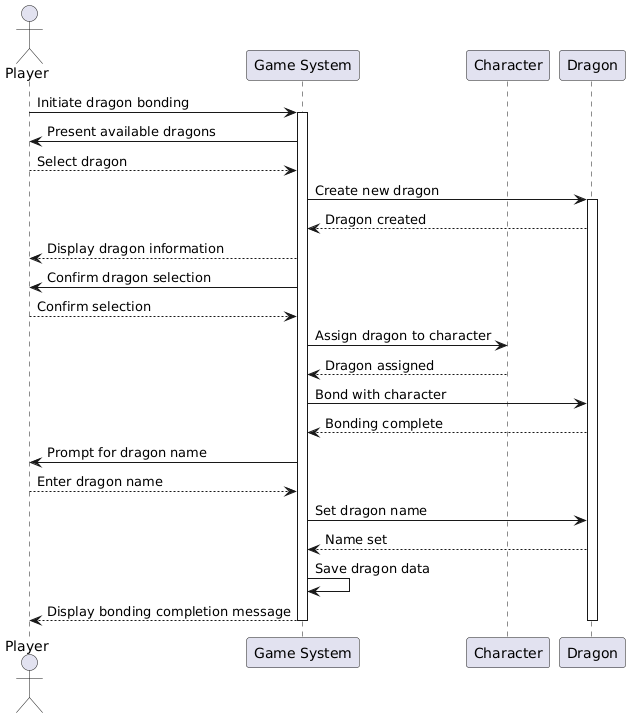 Player
Game System
Character
Dragon
Initiate dragon bonding
Present available dragons
Select dragon
Create new dragon
Dragon created
Display dragon information
Confirm dragon selection
Confirm selection
Assign dragon to character
Dragon assigned
Bond with character
Bonding complete
Prompt for dragon name
Enter dragon name
Set dragon name
Name set
Save dragon data
Display bonding completion message
Player
Game System
Character
Dragon